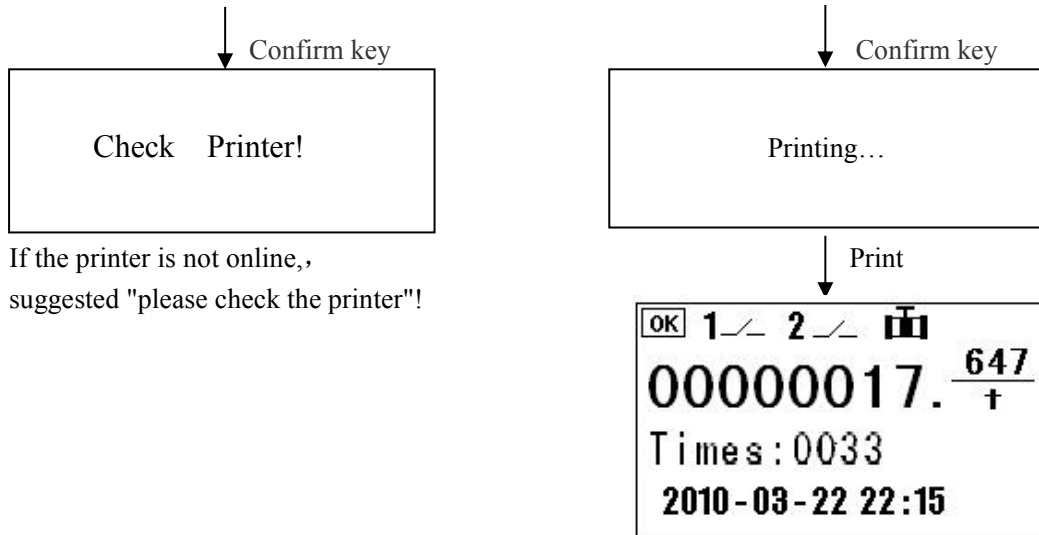 Confirm key
Check Printer!
If the printer is not online,，
suggested "please check the printer"!
Confirm key
Printing…
Print
OK 1 2
00000017. 647
t
Times:0033
2010-03-22 22:15